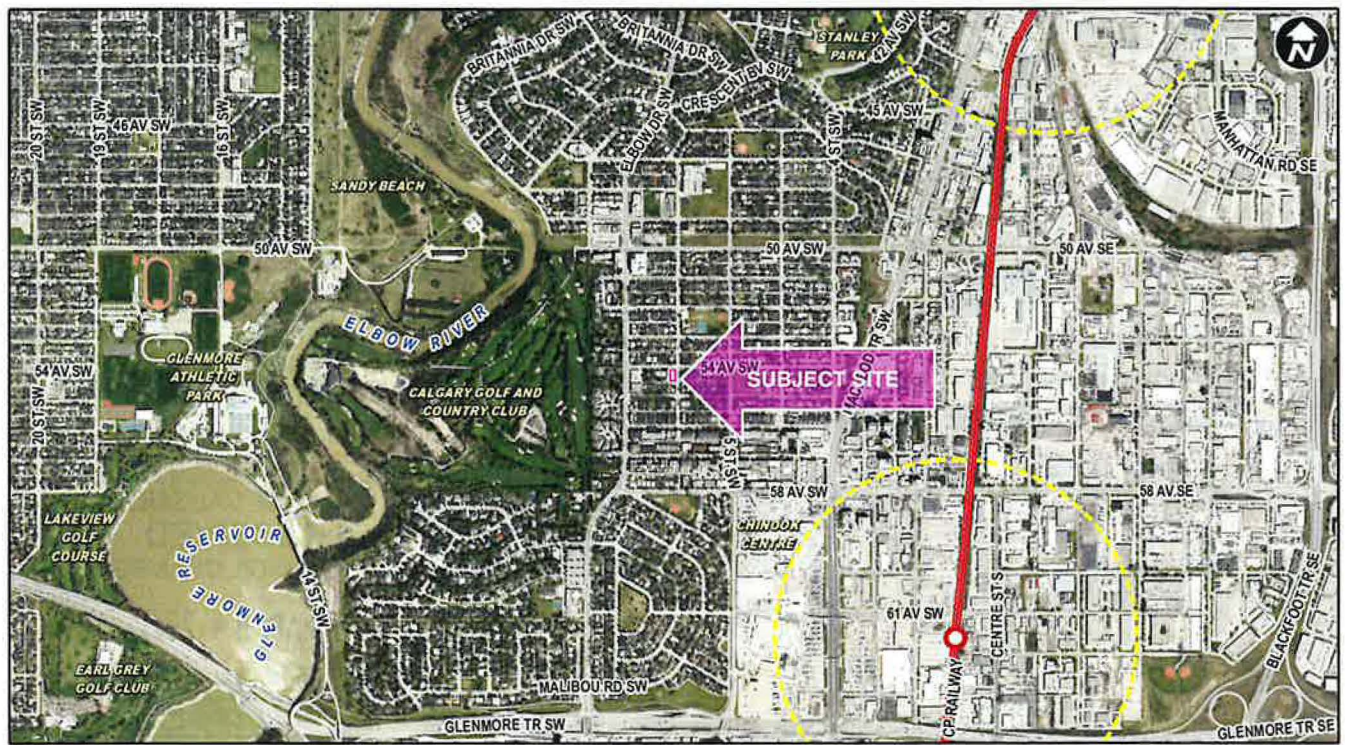 BRITANNIA DR SW
BRITANNIA DR SW
STANLEY
PARK
42 AV SW
N
CRESCENT BV SW
20 ST SW
19 ST SW
16 ST SW
46 AV SW
ELBOW DR SW
45 AV SW
ST SW
MANHATTAN RD SE
SANDY BEACH
50 AV SW
50 AV SW
50 AV SE
ELBOW RIVER
GLENMORE
ATHLETIC
PARK
54 AV SW
20 ST SW
CALGARY GOLF AND
COUNTRY CLUB
54 AV SW
SUBJECT SITE
MACLEOD TR SW
5 ST SW
58 AV SW
58 AV SE
LAKEVIEW
GOLF
COURSE
CHINOOK
CENTRE
GLENMORE RESERVOIR
14 ST SW
61 AV SW
CENTRE ST S
BLACKFOOT TR SE
EARL GREY
GOLF CLUB
MALIBOU RD SW
CP RAILWAY
GLENMORE TR SW
GLENMORE TR SE